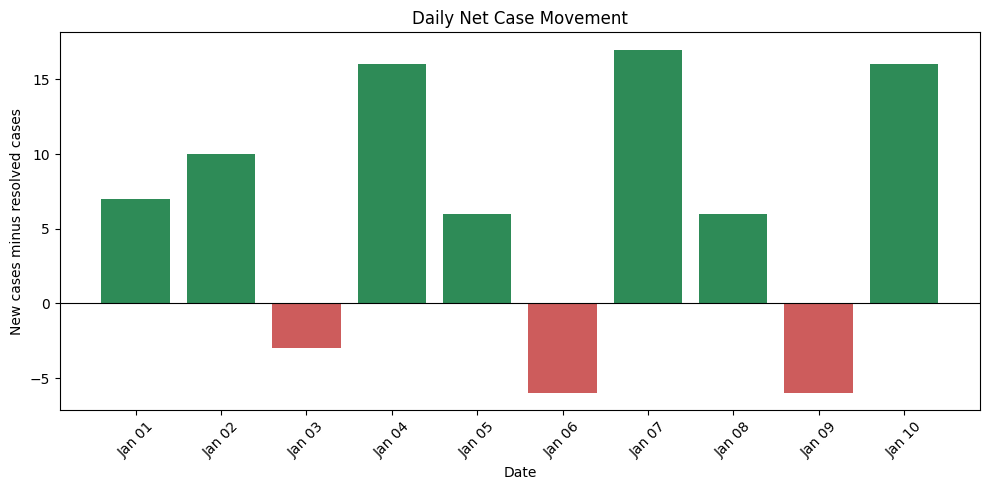 Daily Net Case Movement
New cases minus resolved cases
15
10
5
0
−5
Jan 01
Jan 02
Jan 03
Jan 04
Jan 05
Jan 06
Jan 07
Jan 08
Jan 09
Jan 10
Date